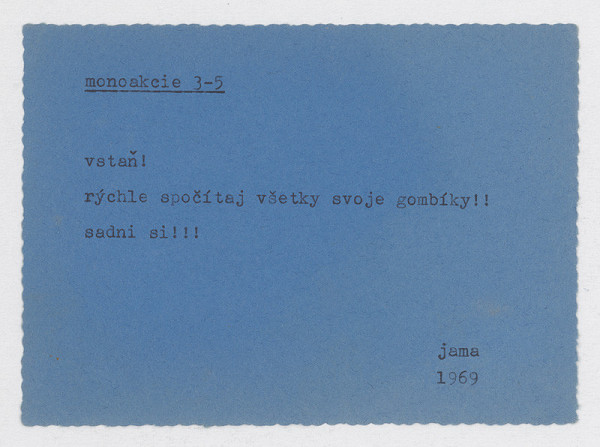 monoakcie 3-5
vstaň!
rýchle spočítaj všetky svoje gombíky!!
sadni si!!!
jama
1969